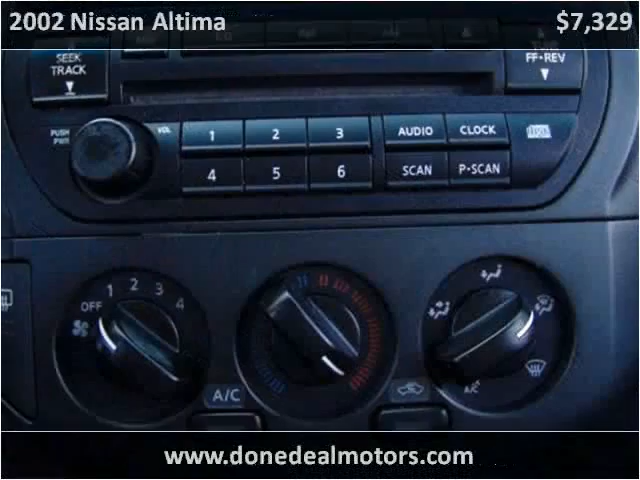 2002 Nissan Altima $7,329
SEEK
TRACK
FF·REV
PUSH
PWR
VOL
1 2 3 AUDIO CLOCK
4 5 6 SCAN P·SCAN
OFF 1 2 3 4
A/C
A/C
www.donedealmotors.com